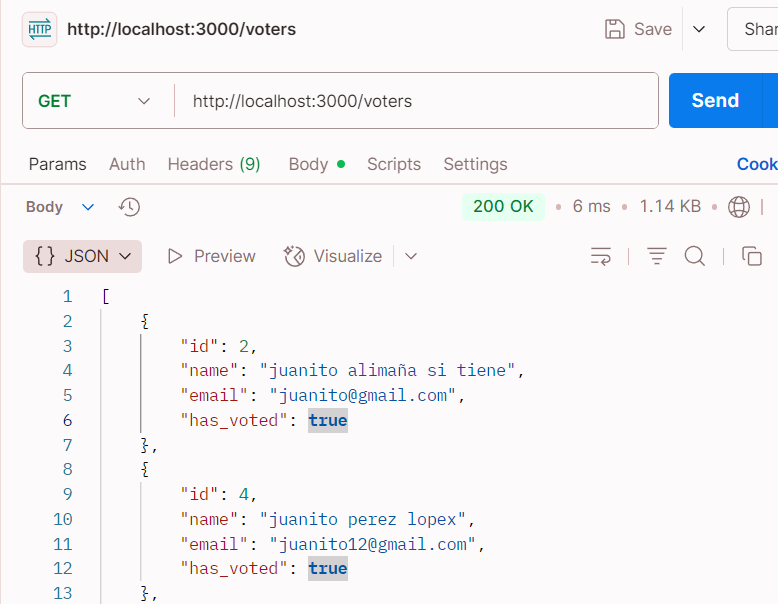 HTTP http://localhost:3000/voters Save Shar
GET http://localhost:3000/voters Send
Params Auth Headers (9) Body Scripts Settings Cook
Body 200 OK 6 ms 1.14 KB
{} JSON Preview Visualize
1 [
2 {
3 "id": 2,
4 "name": "juanito alimaña si tiene",
5 "email": "juanito@gmail.com",
6 "has_voted": true
7 },
8 {
9 "id": 4,
10 "name": "juanito perez lopex",
11 "email": "juanito12@gmail.com",
12 "has_voted": true
13 },